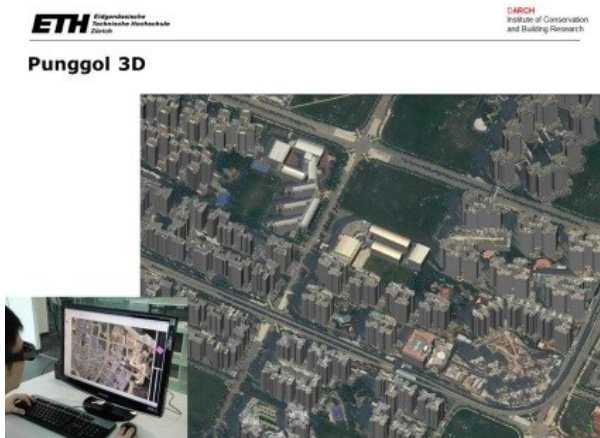 ETH Eidgenössische
Technische Hochschule
Zürich
DARCH
Institute of Conservation
and Building Research
Punggol 3D